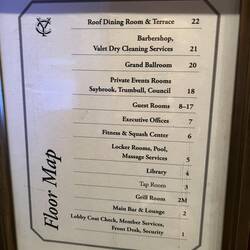 YC
Roof Dining Room & Terrace 22
Barbershop,
Valet Dry Cleaning Services 21
Grand Ballroom 20
Private Events Rooms
Saybrook, Trumbull, Council 18
Guest Rooms 8–17
Executive Offices 7
Fitness & Squash Center 6
Locker Rooms, Pool,
Massage Services 5
Library 4
Tap Room 3
Grill Room 2M
Main Bar & Lounge 2
Lobby Coat Check, Member Services,
Front Desk, Security 1
Floor Map